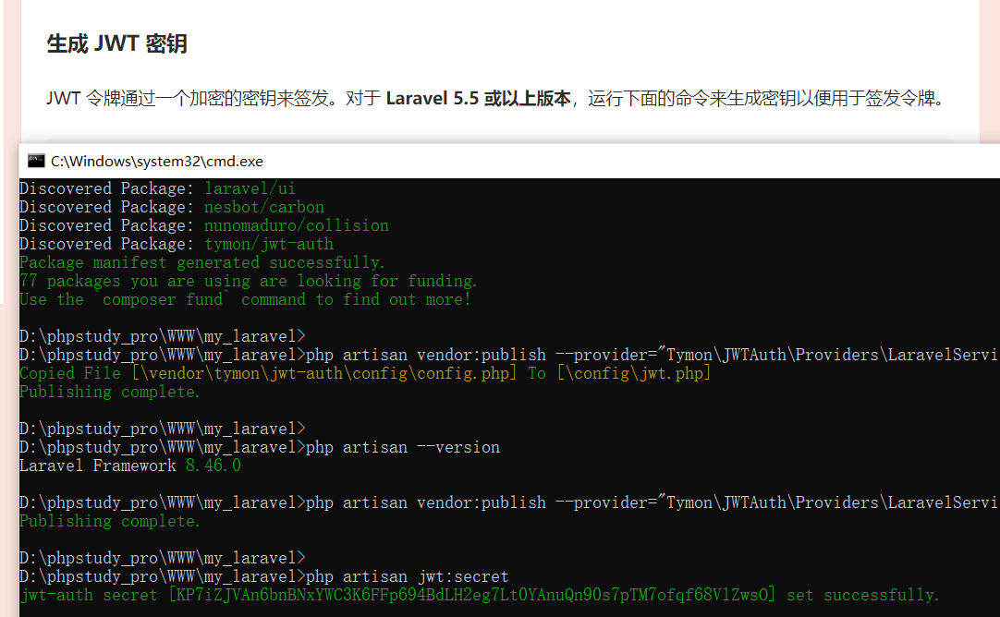 生成 JWT 密钥
JWT 令牌通过一个加密的密钥来签发。对于 Laravel 5.5 或以上版本，运行下面的命令来生成密钥以便用于签发令牌。
C:\Windows\system32\cmd.exe
Discovered Package: laravel/ui
Discovered Package: nesbot/carbon
Discovered Package: nunomaduro/collision
Discovered Package: tymon/jwt-auth
Package manifest generated successfully.
77 packages you are using are looking for funding.
Use the `composer fund` command to find out more!
D:\phpstudy_pro\WWW\my_laravel>
D:\phpstudy_pro\WWW\my_laravel>php artisan vendor:publish --provider="Tymon\JWTAuth\Providers\LaravelServi
Copied File [\vendor\tymon\jwt-auth\config\config.php] To [\config\jwt.php]
Publishing complete.
D:\phpstudy_pro\WWW\my_laravel>
D:\phpstudy_pro\WWW\my_laravel>php artisan --version
Laravel Framework 8.46.0
D:\phpstudy_pro\WWW\my_laravel>php artisan vendor:publish --provider="Tymon\JWTAuth\Providers\LaravelServi
Publishing complete.
D:\phpstudy_pro\WWW\my_laravel>
D:\phpstudy_pro\WWW\my_laravel>php artisan jwt:secret
jwt-auth secret [KP7iZJVAn6bnBNxYWC3K6FFp694BdLH2eg7Lt0YAnuQn90s7pTM7ofqf68VlZwsO] set successfully.